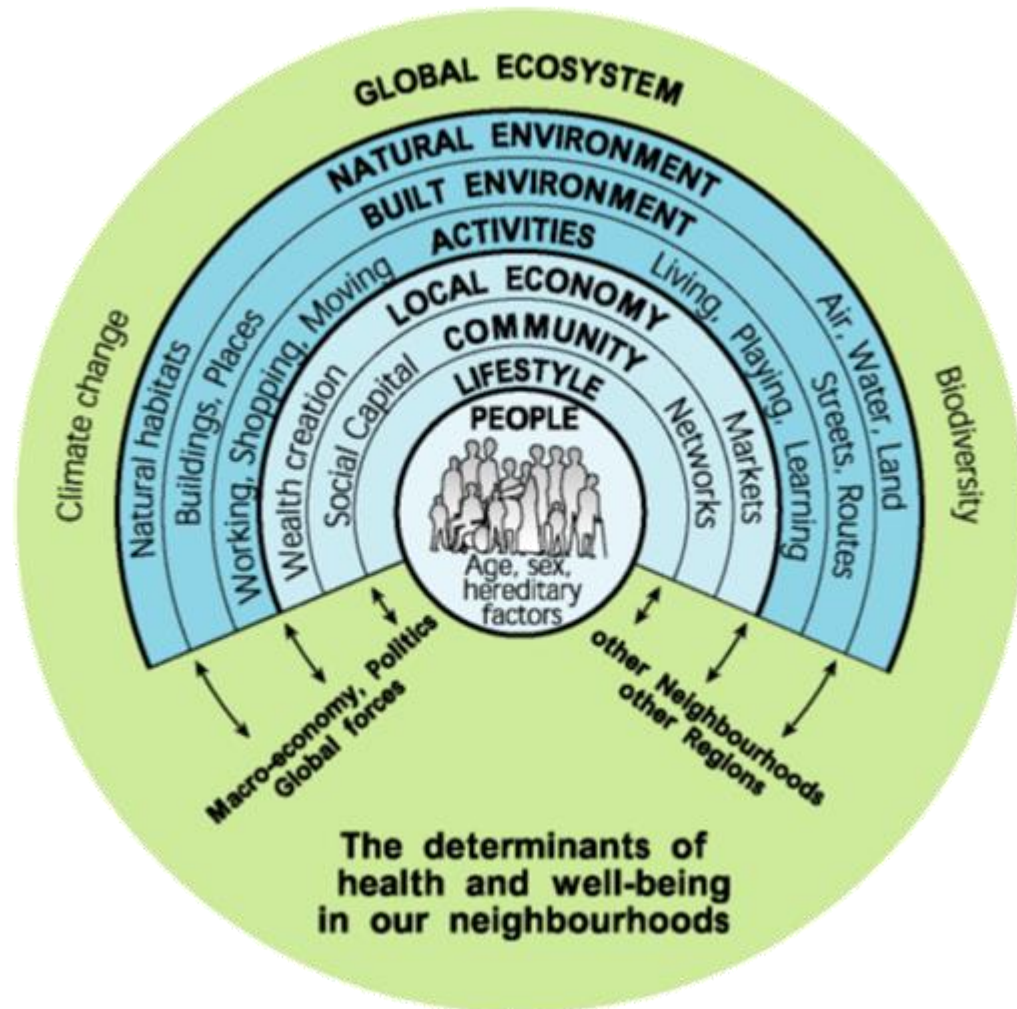 GLOBAL ECOSYSTEM
NATURAL ENVIRONMENT
BUILT ENVIRONMENT
ACTIVITIES
LOCAL ECONOMY
COMMUNITY
LIFESTYLE
PEOPLE
Age, sex,
hereditary
factors
Climate change
Natural habitats
Buildings, Places
Working, Shopping, Moving
Wealth creation
Social Capital
Networks
Markets
Living, Playing, Learning
Streets, Routes
Air, Water, Land
Biodiversity
Macro-economy, Politics
Global forces
other Neighbourhoods
other Regions
The determinants of
health and well-being
in our neighbourhoods